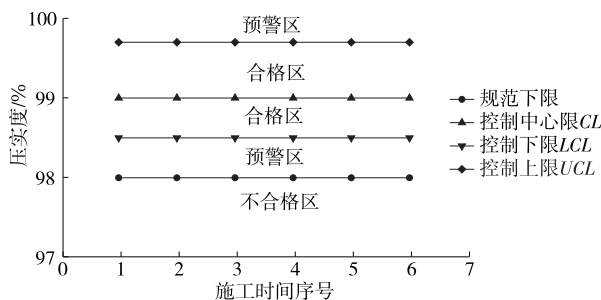 100
预警区
合格区
99
合格区
预警区
98
不合格区
97
0 1 2 3 4 5 6 7
压实度/%
施工时间序号
规范下限
控制中心限CL
控制下限LCL
控制上限UCL